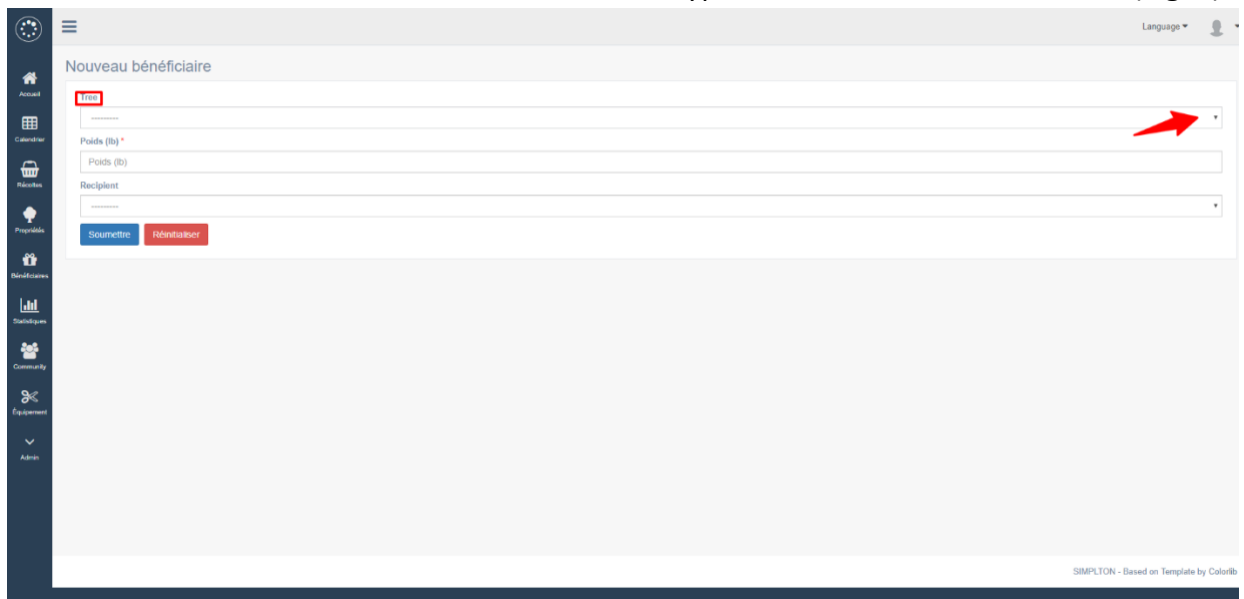 Language
Nouveau bénéficiaire
Accueil
Tree
---------
Calendrier
Poids (lb) *
Poids (lb)
Récoltes
Recipient
---------
Propriétés
Soumettre Réinitialiser
Bénéficiaires
Statistiques
Community
Équipement
Admin
SIMPLTON - Based on Template by Colorlib